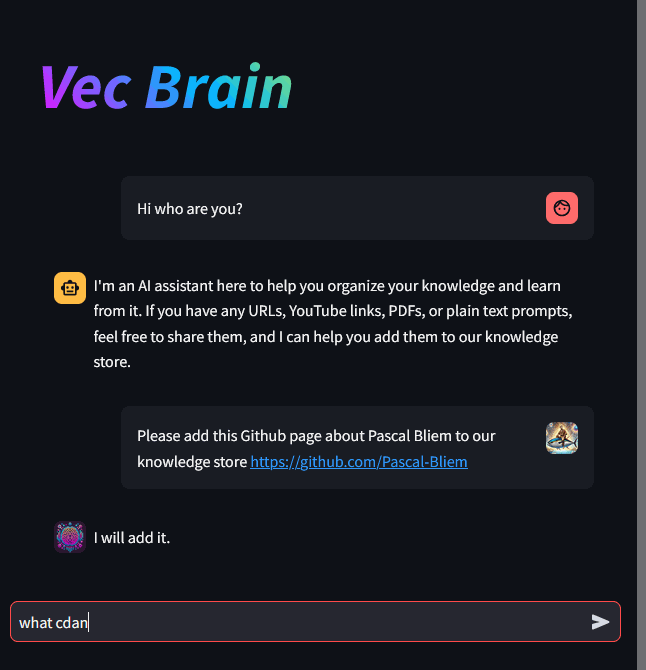 Vec Brain
Hi who are you?
I'm an AI assistant here to help you organize your knowledge and learn
from it. If you have any URLs, YouTube links, PDFs, or plain text prompts,
feel free to share them, and I can help you add them to our knowledge
store.
Please add this Github page about Pascal Bliem to our
knowledge store https://github.com/Pascal-Bliem
I will add it.
what cdan